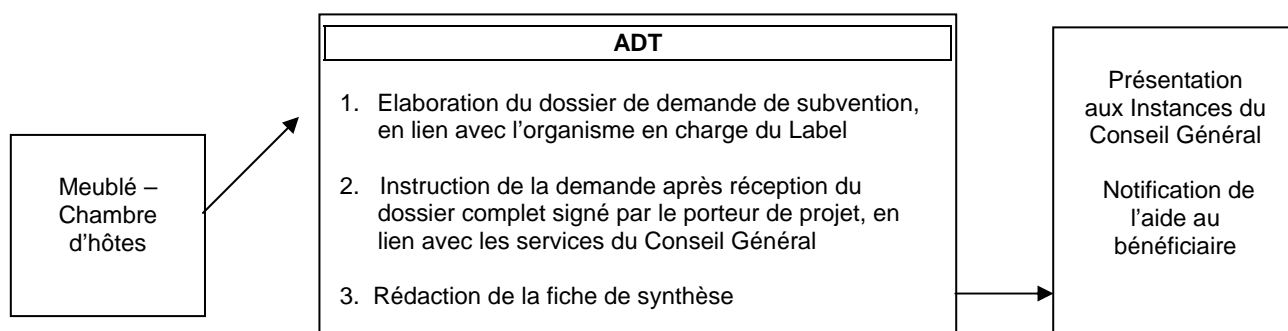 Meublé –
Chambre
d’hôtes
ADT
1. Elaboration du dossier de demande de subvention,
en lien avec l’organisme en charge du Label
2. Instruction de la demande après réception du
dossier complet signé par le porteur de projet, en
lien avec les services du Conseil Général
3. Rédaction de la fiche de synthèse
Présentation
aux Instances du
Conseil Général
Notification de
l’aide au
bénéficiaire